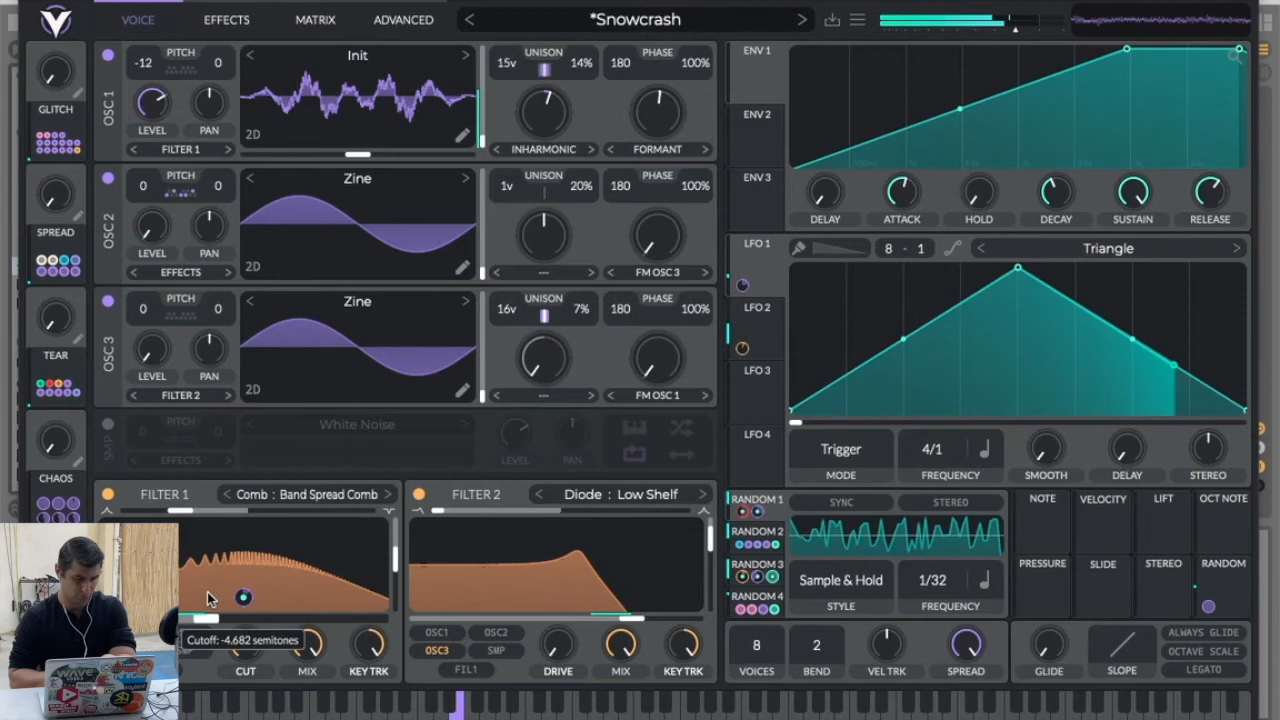 VOICE EFFECTS MATRIX ADVANCED < *Snowcrash >
GLITCH
SPREAD
TEAR
CHAOS
OSC 1
PITCH
-12 0
LEVEL PAN
< FILTER 1 >
< Init >
2D
UNISON
15v 14%
< INHARMONIC >
PHASE
180 100%
< FORMANT >
OSC 2
PITCH
0 0
LEVEL PAN
< EFFECTS >
< Zine >
2D
UNISON
1v 20%
< --- >
PHASE
180 100%
< FM OSC 3 >
OSC 3
PITCH
0 0
LEVEL PAN
< FILTER 2 >
< Zine >
2D
UNISON
16v 7%
< --- >
PHASE
180 100%
< FM OSC 1 >
SMP
PITCH
0 0
< EFFECTS >
< White Noise >
LEVEL PAN
FILTER 1 < Comb : Band Spread Comb >
Cutoff: -4.682 semitones
CUT MIX KEY TRK
FILTER 2 < Diode : Low Shelf >
OSC1 OSC2
OSC3 SMP
FIL1
DRIVE MIX KEY TRK
ENV 1
ENV 2
ENV 3
DELAY ATTACK HOLD DECAY SUSTAIN RELEASE
LFO 1
LFO 2
LFO 3
LFO 4
8 - 1 < Triangle >
Trigger 4/1
MODE FREQUENCY SMOOTH DELAY STEREO
RANDOM 1
RANDOM 2
RANDOM 3
RANDOM 4
SYNC STEREO
Sample & Hold 1/32
STYLE FREQUENCY
NOTE VELOCITY LIFT OCT NOTE
PRESSURE SLIDE STEREO RANDOM
8 2
VOICES BEND VEL TRK SPREAD
GLIDE SLOPE
ALWAYS GLIDE
OCTAVE SCALE
LEGATO